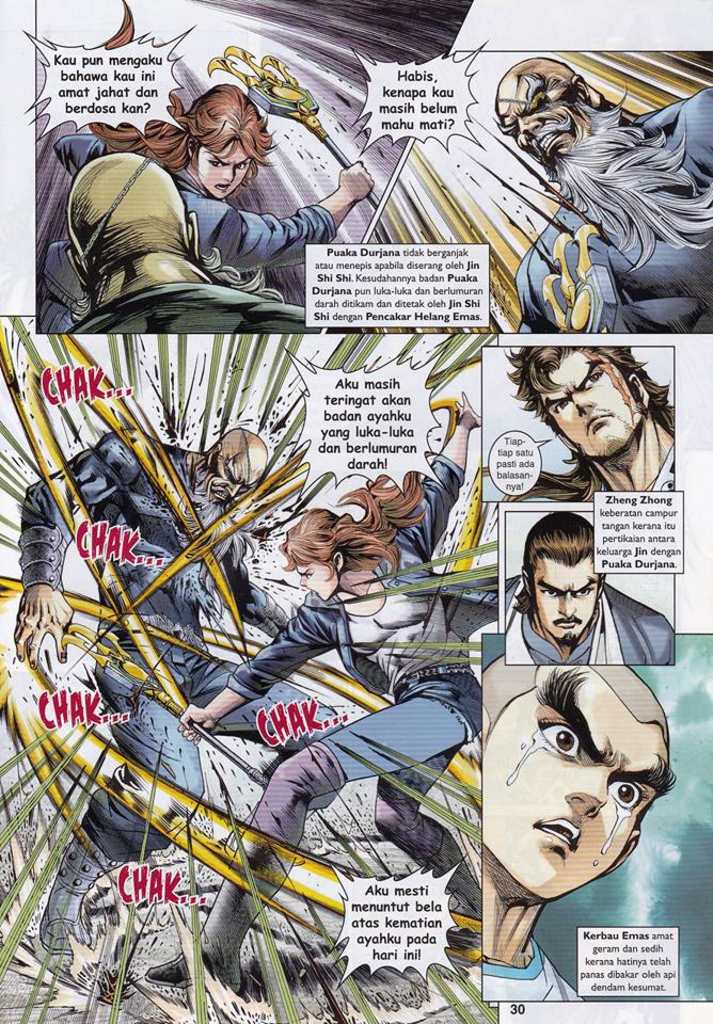 Kau pun mengaku
bahawa kau ini
amat jahat dan
berdosa kan?
Habis,
kenapa kau
masih belum
mahu mati?
Puaka Durjana tidak berganjak
atau menepis apabila diserang oleh Jin
Shi Shi. Kesudahannya badan Puaka
Durjana pun luka-luka dan berlumuran
darah ditikam dan ditetak oleh Jin Shi
Shi dengan Pencakar Helang Emas.
CHAK...
Aku masih
teringat akan
badan ayahku
yang luka-luka
dan berlumuran
darah!
CHAK...
CHAK...
CHAK...
CHAK...
Aku mesti
menuntut bela
atas kematian
ayahku pada
hari ini!
Tiap-
tiap satu
pasti ada
balasan-
nya!
Zheng Zhong
keberatan campur
tangan kerana itu
pertikaian antara
keluarga Jin dengan
Puaka Durjana.
Kerbau Emas amat
geram dan sedih
kerana hatinya telah
panas dibakar oleh api
dendam kesumat.
30